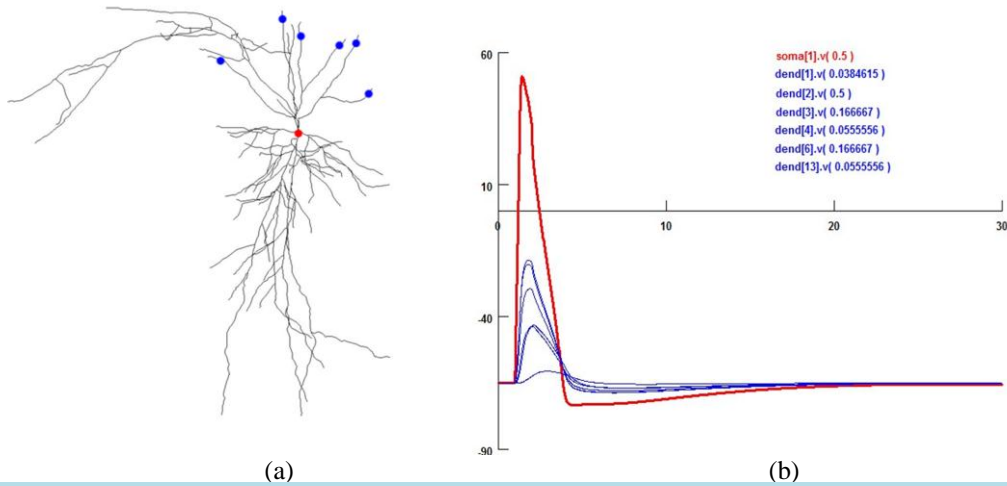 60
soma[1].v( 0.5 )
dend[1].v( 0.0384615 )
dend[2].v( 0.5 )
dend[3].v( 0.166667 )
dend[4].v( 0.0555556 )
dend[6].v( 0.166667 )
dend[13].v( 0.0555556 )
10
0 10 20 30
-40
-90
(a) (b)